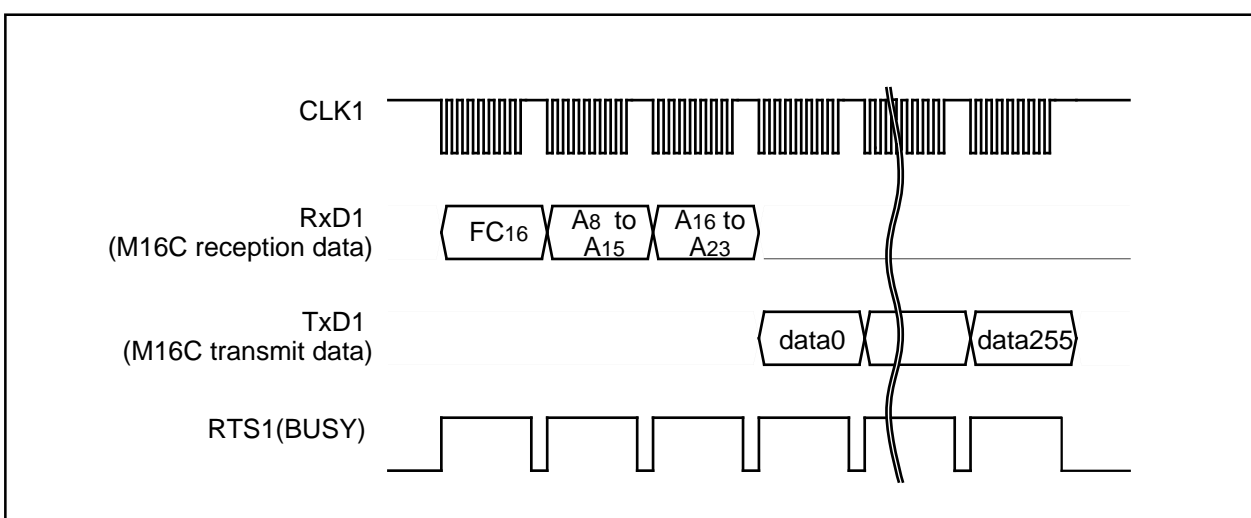 CLK1
RxD1
(M16C reception data)
FC16
A8 to
A15
A16 to
A23
TxD1
(M16C transmit data)
data0
data255
RTS1(BUSY)